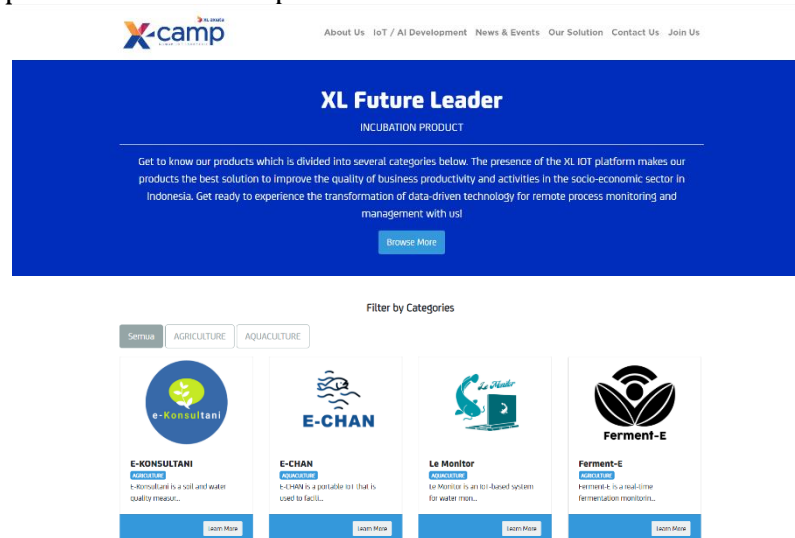 XL axiata
X-camp
About Us IoT / AI Development News & Events Our Solution Contact Us Join Us
XL Future Leader
INCUBATION PRODUCT
Get to know our products which is divided into several categories below. The presence of the XL IOT platform makes our
products the best solution to improve the quality of business productivity and activities in the socio-economic sector in
Indonesia. Get ready to experience the transformation of data-driven technology for remote process monitoring and
management with us!
Browse More
Filter by Categories
Semua AGRICULTURE AQUACULTURE
e-Konsultani
E-CHAN
Le Monitor
Ferment-E
E-KONSULTANI
AGRICULTURE
E-Konsultani is a soil and water
quality measur...
Learn More
E-CHAN
AQUACULTURE
E-CHAN is a portable IoT that is
used to facili...
Learn More
Le Monitor
AQUACULTURE
Le Monitor is an IoT-based system
for water mon...
Learn More
Ferment-E
AGRICULTURE
Ferment-E is a real-time
fermentation monitorin...
Learn More